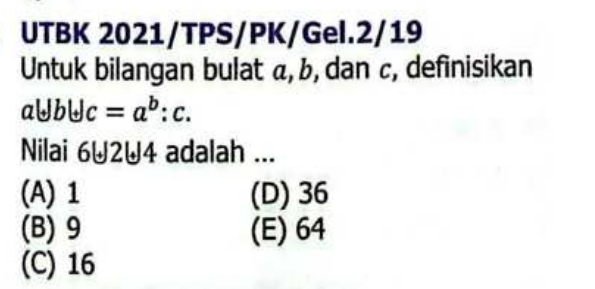 UTBK 2021/TPS/PK/Gel.2/19
Untuk bilangan bulat a, b, dan c, definisikan
a⊌b⊌c = aᵇ: c.
Nilai 6⊌2⊌4 adalah ...
(A) 1 (D) 36
(B) 9 (E) 64
(C) 16